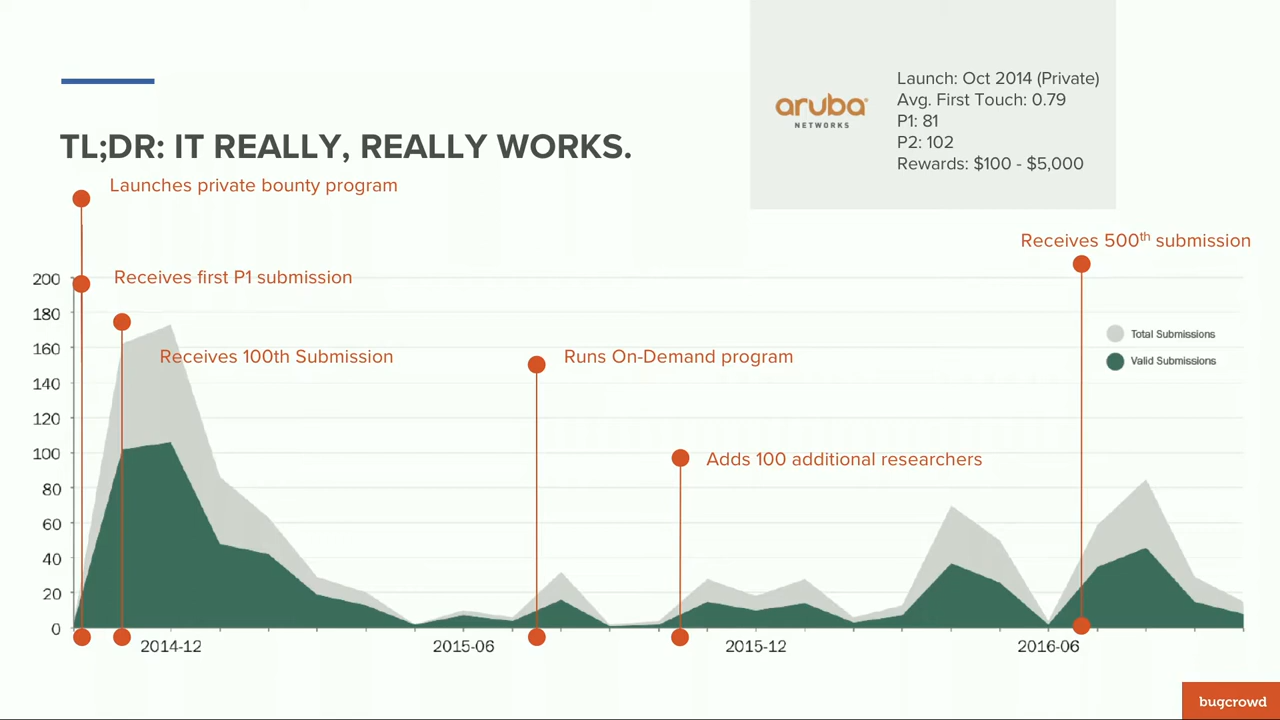 Launch: Oct 2014 (Private)
Avg. First Touch: 0.79
aruba
NETWORKS
P1: 81
P2: 102
Rewards: $100 - $5,000
TL;DR: IT REALLY, REALLY WORKS.
Launches private bounty program
Receives 500th submission
Receives first P1 submission
Receives 100th Submission
Runs On-Demand program
Adds 100 additional researchers
Total Submissions
Valid Submissions
200
180
160
140
120
100
80
60
40
20
0
2014-12
2015-06
2015-12
2016-06
bugcrowd